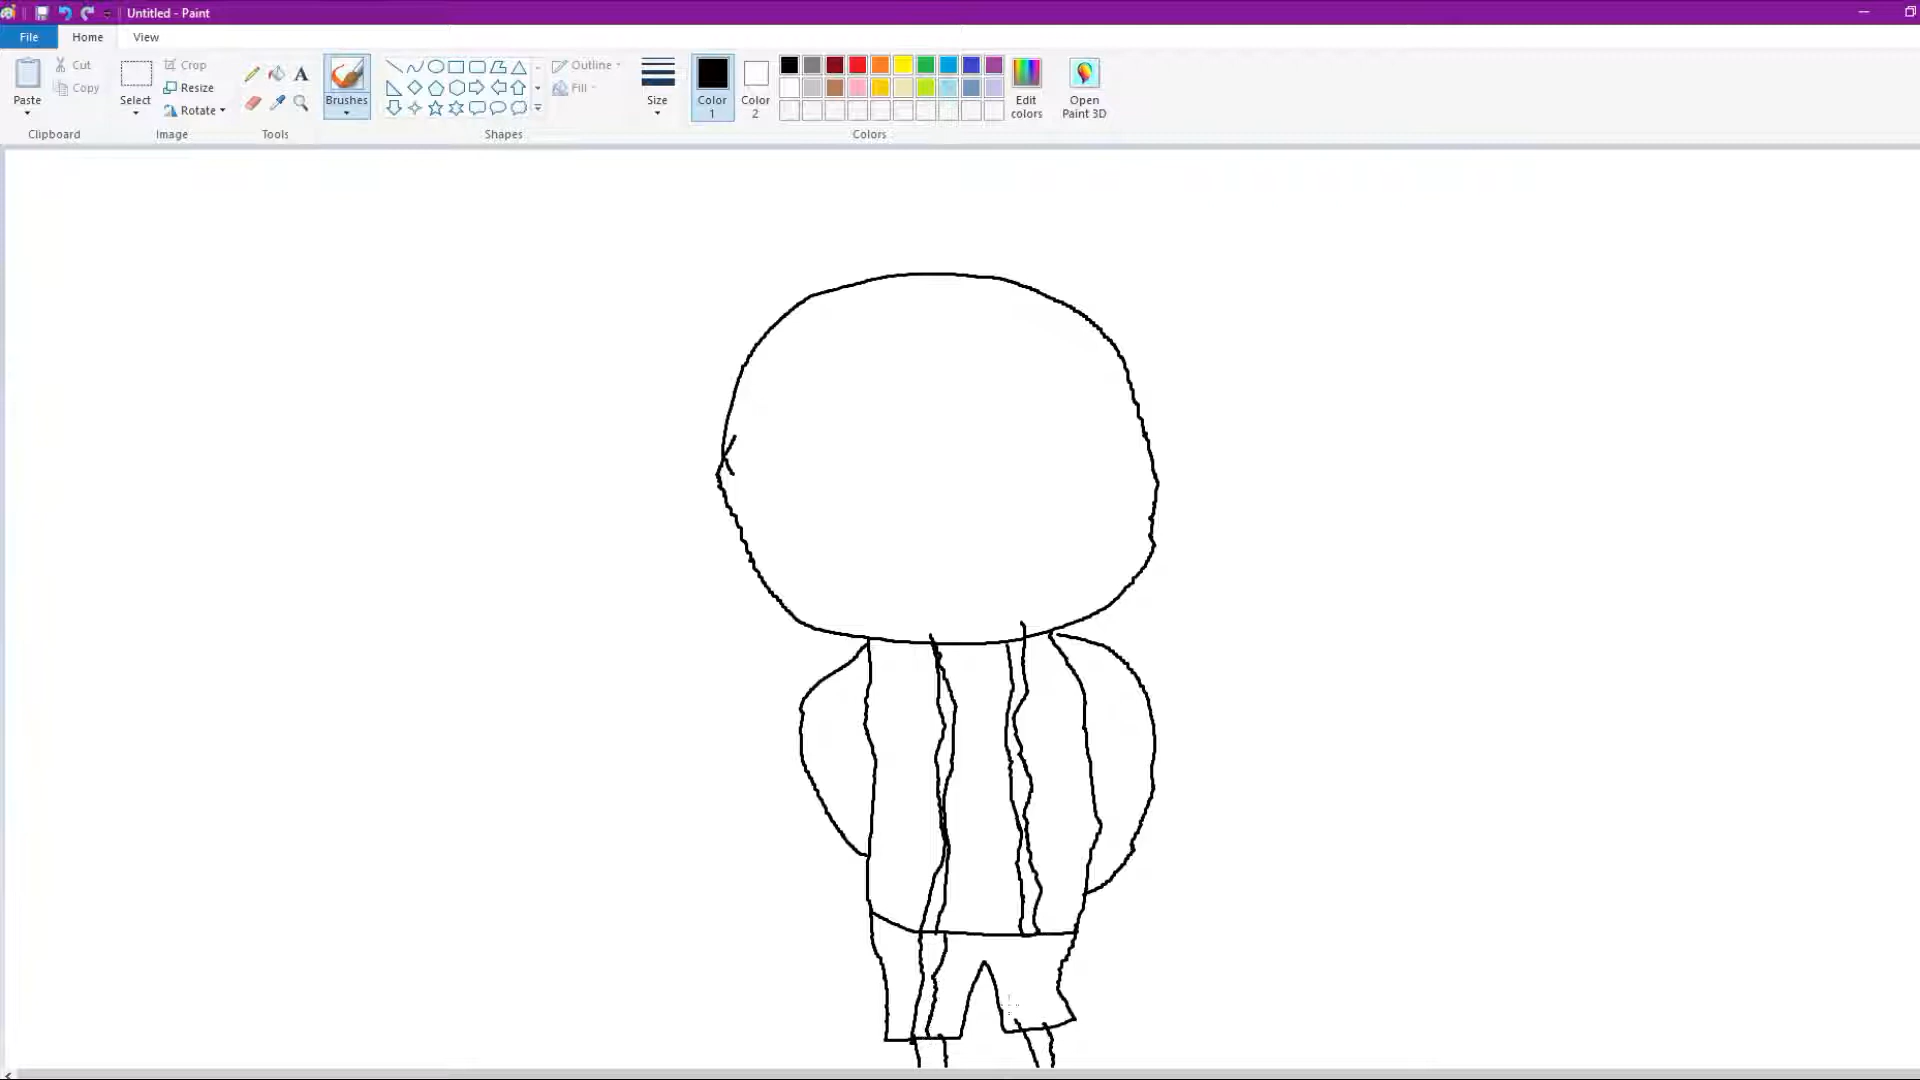 Untitled - Paint
File Home View
Paste
Cut
Copy
Clipboard
Select
Crop
Resize
Rotate
Image
A
Tools
Brushes
Shapes
Outline
Fill
Size
Color 1
Color 2
Colors
Edit colors
Open Paint 3D